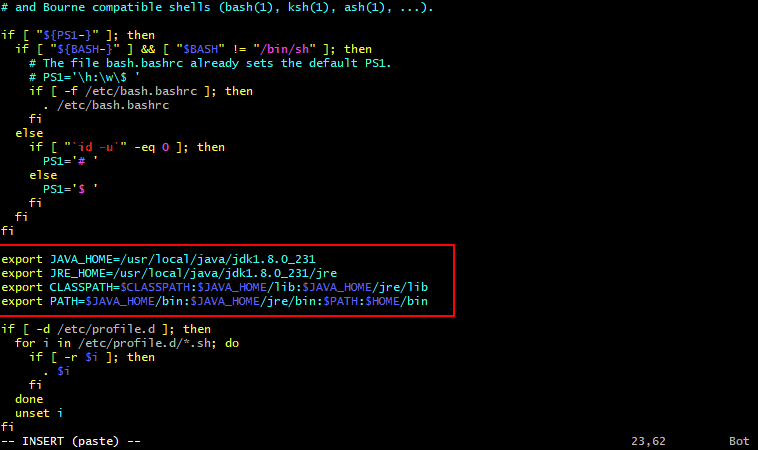 # and Bourne compatible shells (bash(1), ksh(1), ash(1), ...).

if [ "${PS1-}" ]; then
  if [ "${BASH-}" ] && [ "$BASH" != "/bin/sh" ]; then
    # The file bash.bashrc already sets the default PS1.
    # PS1='\h:\w\$ '
    if [ -f /etc/bash.bashrc ]; then
      . /etc/bash.bashrc
    fi
  else
    if [ "`id -u`" -eq 0 ]; then
      PS1='# '
    else
      PS1='$ '
    fi
  fi
fi

export JAVA_HOME=/usr/local/java/jdk1.8.0_231
export JRE_HOME=/usr/local/java/jdk1.8.0_231/jre
export CLASSPATH=$CLASSPATH:$JAVA_HOME/lib:$JAVA_HOME/jre/lib
export PATH=$JAVA_HOME/bin:$JAVA_HOME/jre/bin:$PATH:$HOME/bin

if [ -d /etc/profile.d ]; then
  for i in /etc/profile.d/*.sh; do
    if [ -r $i ]; then
      . $i
    fi
  done
  unset i
fi
-- INSERT (paste) -- 23,62 Bot